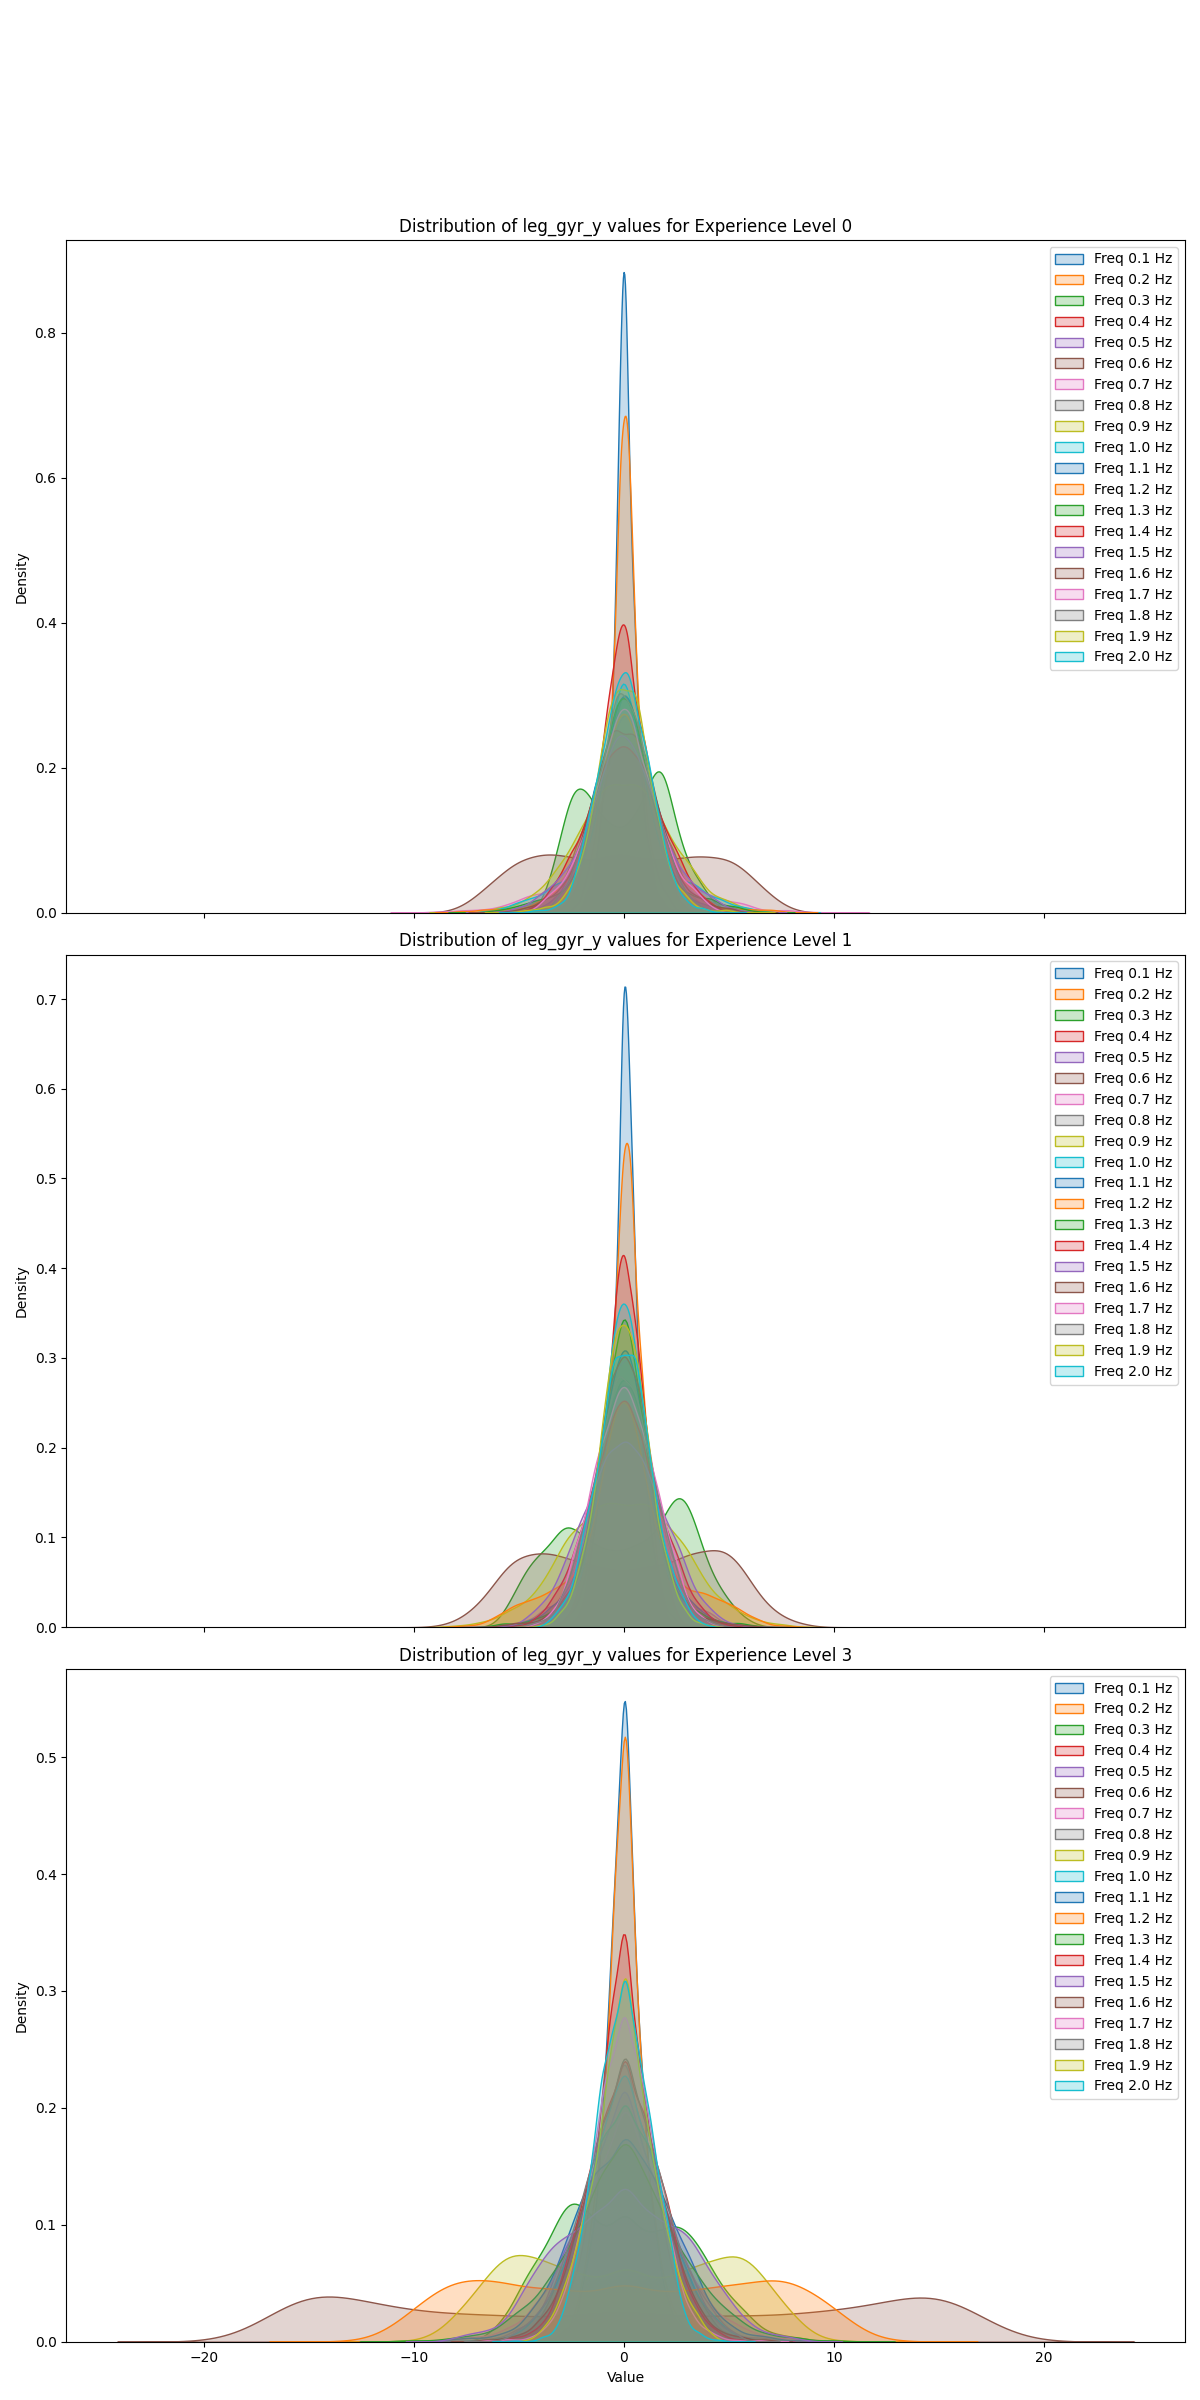 Distribution of leg_gyr_y values for Experience Level 0
Density
0.8
0.6
0.4
0.2
0.0
Freq 0.1 Hz
Freq 0.2 Hz
Freq 0.3 Hz
Freq 0.4 Hz
Freq 0.5 Hz
Freq 0.6 Hz
Freq 0.7 Hz
Freq 0.8 Hz
Freq 0.9 Hz
Freq 1.0 Hz
Freq 1.1 Hz
Freq 1.2 Hz
Freq 1.3 Hz
Freq 1.4 Hz
Freq 1.5 Hz
Freq 1.6 Hz
Freq 1.7 Hz
Freq 1.8 Hz
Freq 1.9 Hz
Freq 2.0 Hz
Distribution of leg_gyr_y values for Experience Level 1
Density
0.7
0.6
0.5
0.4
0.3
0.2
0.1
0.0
Freq 0.1 Hz
Freq 0.2 Hz
Freq 0.3 Hz
Freq 0.4 Hz
Freq 0.5 Hz
Freq 0.6 Hz
Freq 0.7 Hz
Freq 0.8 Hz
Freq 0.9 Hz
Freq 1.0 Hz
Freq 1.1 Hz
Freq 1.2 Hz
Freq 1.3 Hz
Freq 1.4 Hz
Freq 1.5 Hz
Freq 1.6 Hz
Freq 1.7 Hz
Freq 1.8 Hz
Freq 1.9 Hz
Freq 2.0 Hz
Distribution of leg_gyr_y values for Experience Level 3
Density
0.5
0.4
0.3
0.2
0.1
0.0
Freq 0.1 Hz
Freq 0.2 Hz
Freq 0.3 Hz
Freq 0.4 Hz
Freq 0.5 Hz
Freq 0.6 Hz
Freq 0.7 Hz
Freq 0.8 Hz
Freq 0.9 Hz
Freq 1.0 Hz
Freq 1.1 Hz
Freq 1.2 Hz
Freq 1.3 Hz
Freq 1.4 Hz
Freq 1.5 Hz
Freq 1.6 Hz
Freq 1.7 Hz
Freq 1.8 Hz
Freq 1.9 Hz
Freq 2.0 Hz
−20 −10 0 10 20
Value